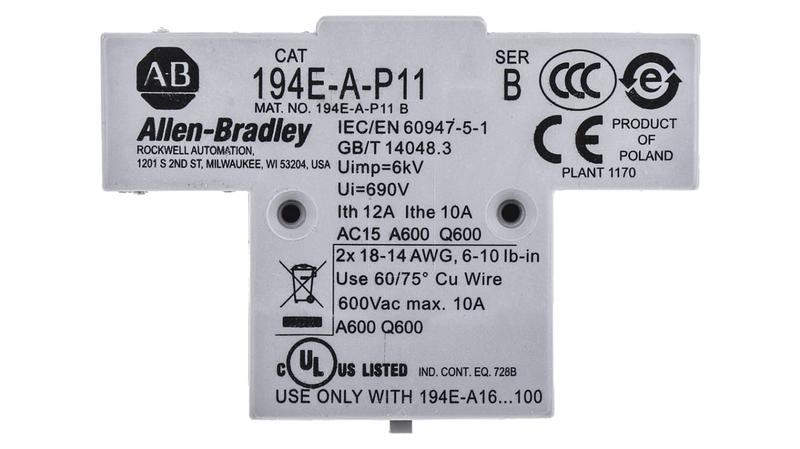 A-B
CAT
194E-A-P11
SER
B
CCC
e
MAT. NO. 194E-A-P11 B
Allen-Bradley
ROCKWELL AUTOMATION,
1201 S 2ND ST, MILWAUKEE, WI 53204, USA
IEC/EN 60947-5-1
GB/T 14048.3
Uimp=6kV
Ui=690V
Ith 12A Ithe 10A
AC15 A600 Q600
CE
PRODUCT
OF
POLAND
PLANT 1170
2x 18-14 AWG, 6-10 lb-in
Use 60/75° Cu Wire
600Vac max. 10A
A600 Q600
C UL US LISTED IND. CONT. EQ. 728B
USE ONLY WITH 194E-A16...100